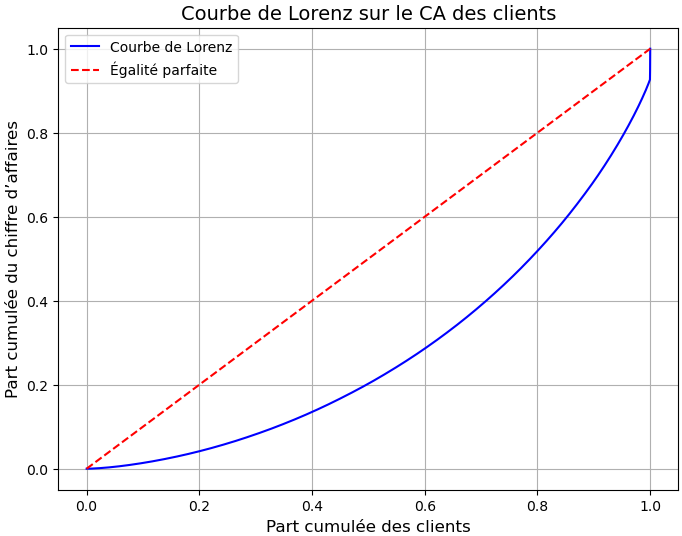 Courbe de Lorenz sur le CA des clients
Courbe de Lorenz
Égalité parfaite
Part cumulée du chiffre d’affaires
1.0
0.8
0.6
0.4
0.2
0.0
0.0 0.2 0.4 0.6 0.8 1.0
Part cumulée des clients